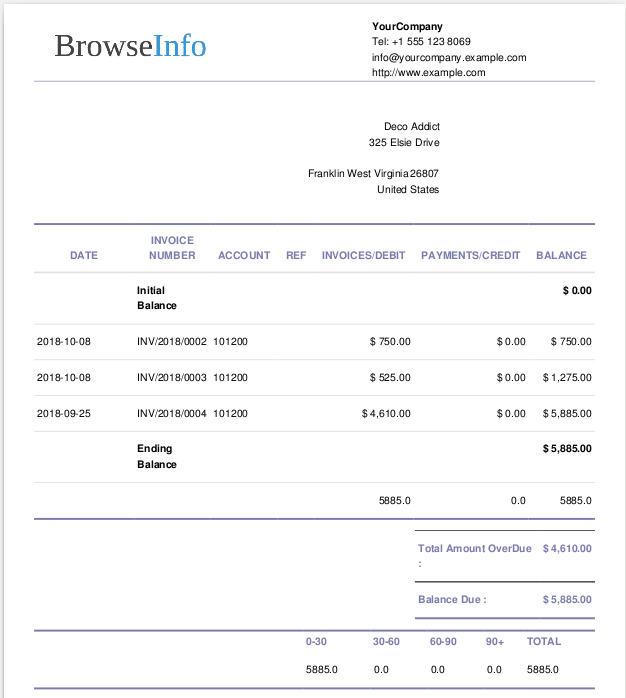 BrowseInfo
YourCompany
Tel: +1 555 123 8069
info@yourcompany.example.com
http://www.example.com
Deco Addict
325 Elsie Drive
Franklin West Virginia 26807
United States
DATE INVOICE NUMBER ACCOUNT REF INVOICES/DEBIT PAYMENTS/CREDIT BALANCE
Initial Balance $ 0.00
2018-10-08 INV/2018/0002 101200 $ 750.00 $ 0.00 $ 750.00
2018-10-08 INV/2018/0003 101200 $ 525.00 $ 0.00 $ 1,275.00
2018-09-25 INV/2018/0004 101200 $ 4,610.00 $ 0.00 $ 5,885.00
Ending Balance $ 5,885.00
5885.0 0.0 5885.0
Total Amount OverDue : $ 4,610.00
Balance Due : $ 5,885.00
0-30 30-60 60-90 90+ TOTAL
5885.0 0.0 0.0 0.0 5885.0